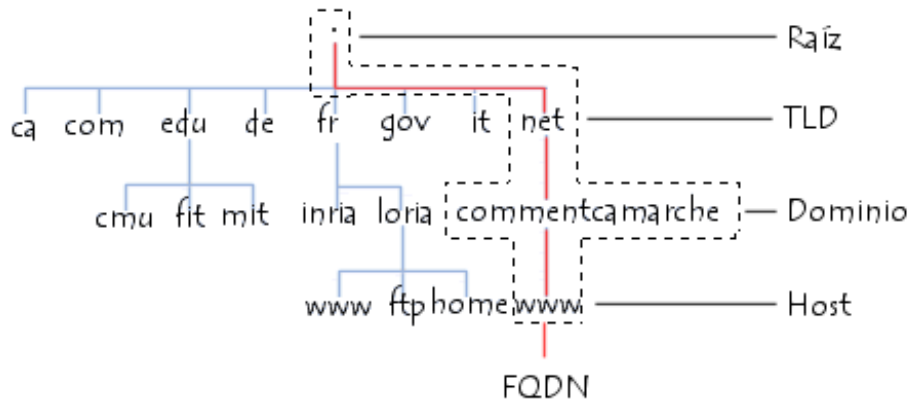 . Raíz
ca com edu de fr gov it net TLD
cmu fit mit inria loria commentcamarche Dominio
www ftp home www Host
FQDN